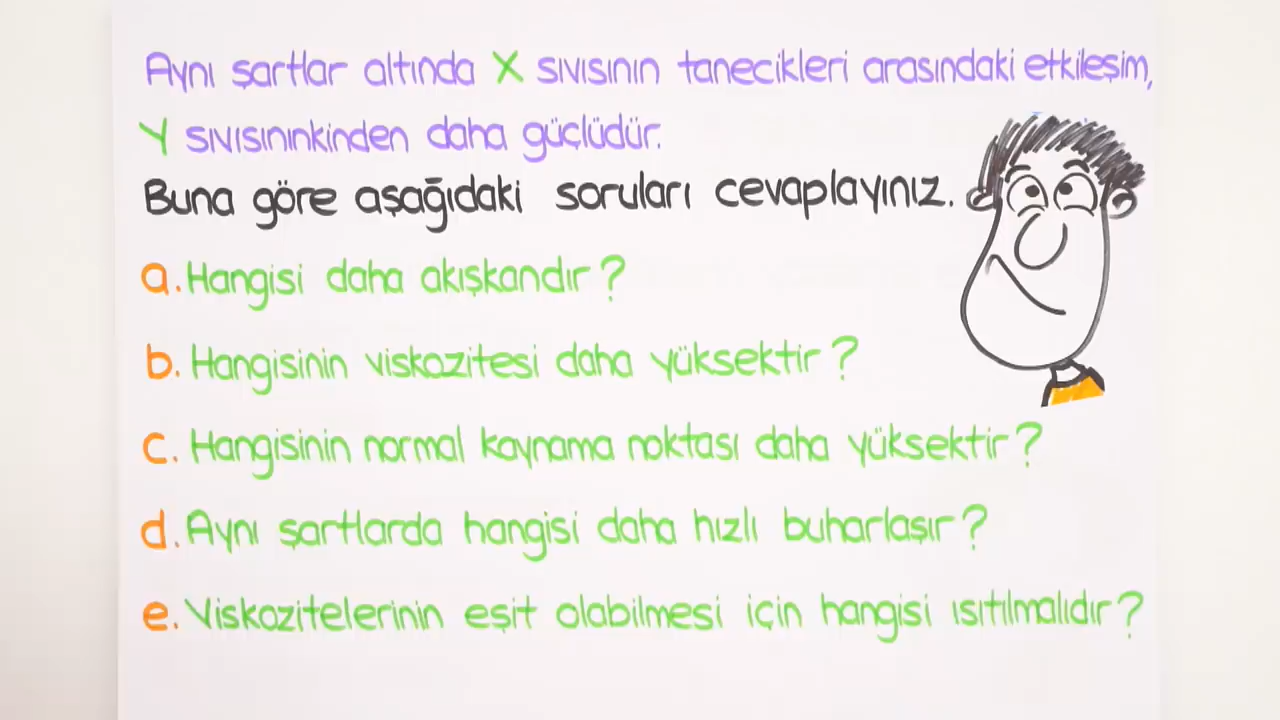 Aynı şartlar altında X sıvısının tanecikleri arasındaki etkileşim,
Y sıvısınınkinden daha güçlüdür.
Buna göre aşağıdaki soruları cevaplayınız.
a. Hangisi daha akışkandır?
b. Hangisinin viskozitesi daha yüksektir?
c. Hangisinin normal kaynama noktası daha yüksektir?
d. Aynı şartlarda hangisi daha hızlı buharlaşır?
e. Viskozitelerinin eşit olabilmesi için hangisi ısıtılmalıdır?